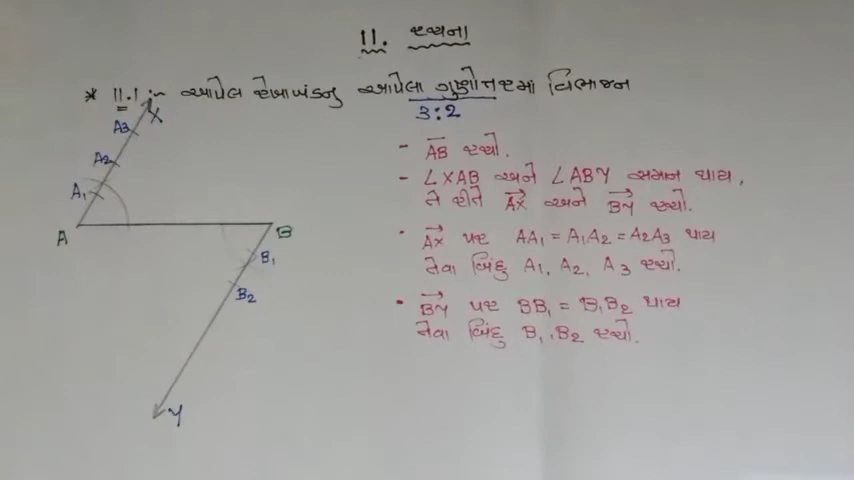 11. રચના
* 11.1 :- આપેલ રેખાખંડનું આપેલા ગુણોત્તરમાં વિભાજન
3:2
- AB રચો.
- ∠XAB અને ∠ABY સમાન થાય,
તે રીતે AX અને BY રચો.
· AX પર AA₁ = A₁A₂ = A₂A₃ થાય
તેવા બિંદુ A₁, A₂, A₃ રચો.
· BY પર BB₁ = B₁B₂ થાય
તેવા બિંદુ B₁, B₂ રચો.
X
A₃
A₂
A₁
A
B
B₁
B₂
Y